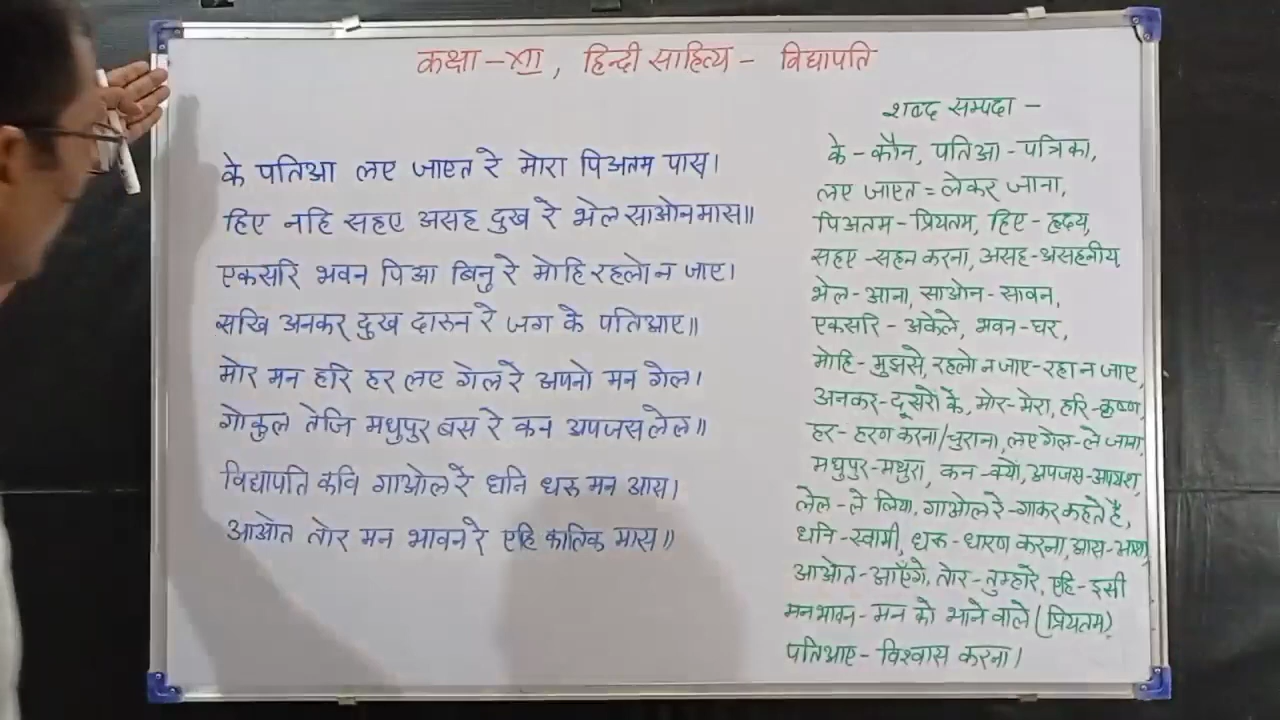 कक्षा - XII, हिन्दी साहित्य - विद्यापति
के पतिआ लए जाएत रे मोरा पिअतम पास।
हिए नहि सहए असह दुख रे भेल साओन मास॥
एकसरि भवन पिआ बिनु रे मोहि रहलो न जाए।
सखि अनकर दुख दारुन रे जग के पतिआए॥
मोर मन हरि हर लए गेल रे अपनो मन गेल।
गोकुल तेजि मधुपुर बस रे कन अपजस लेल॥
विद्यापति कवि गाओल रे धनि धरु मन आस।
आओत तोर मन भावन रे एहि कातिक मास॥
शब्द सम्पदा -
के - कौन, पतिआ - पत्रिका,
लए जाएत = लेकर जाना,
पिअतम - प्रियतम, हिए - हृदय,
सहए - सहन करना, असह - असहनीय
भेल - आना, साओन - सावन,
एकसरि - अकेले, भवन - घर,
मोहि - मुझसे, रहलो न जाए - रहा न जाए,
अनकर - दूसरों के, मोर - मेरा, हरि - कृष्ण
हर - हरण करना/चुराना, लए गेल - ले जाना,
मधुपुर - मथुरा, कन - क्यों, अपजस - अपयश,
लेल - ले लिया, गाओल रे - गाकर कहते है,
धनि - स्वामी, धरू - धारण करना, आस - आशा,
आओत - आएँगे, तोर - तुम्हारे, एहि - इसी
मनभावन - मन को भाने वाले (प्रियतम),
पतिआए - विश्वास करना।